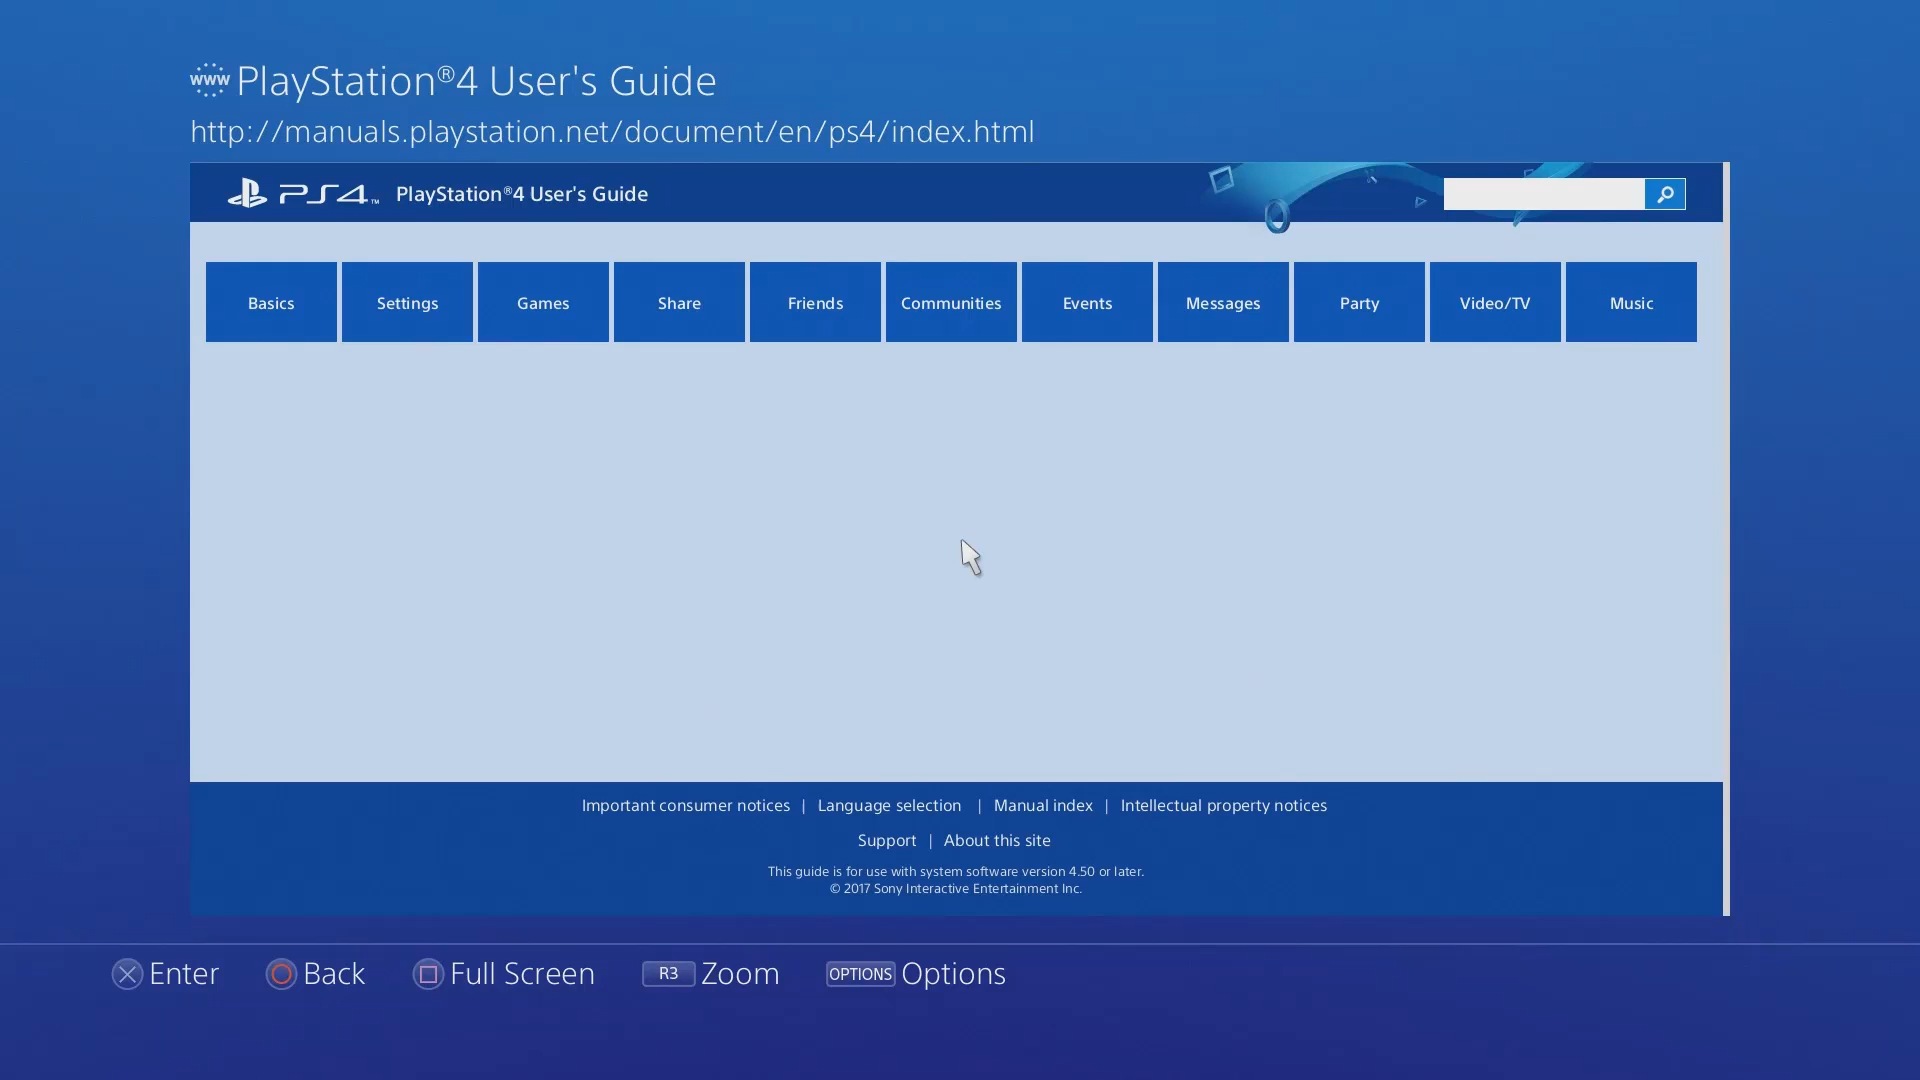 www PlayStation®4 User's Guide
http://manuals.playstation.net/document/en/ps4/index.html
PS4™ PlayStation®4 User's Guide
Basics Settings Games Share Friends Communities Events Messages Party Video/TV Music
Important consumer notices | Language selection | Manual index | Intellectual property notices
Support | About this site
This guide is for use with system software version 4.50 or later.
© 2017 Sony Interactive Entertainment Inc.
Enter Back Full Screen R3 Zoom OPTIONS Options